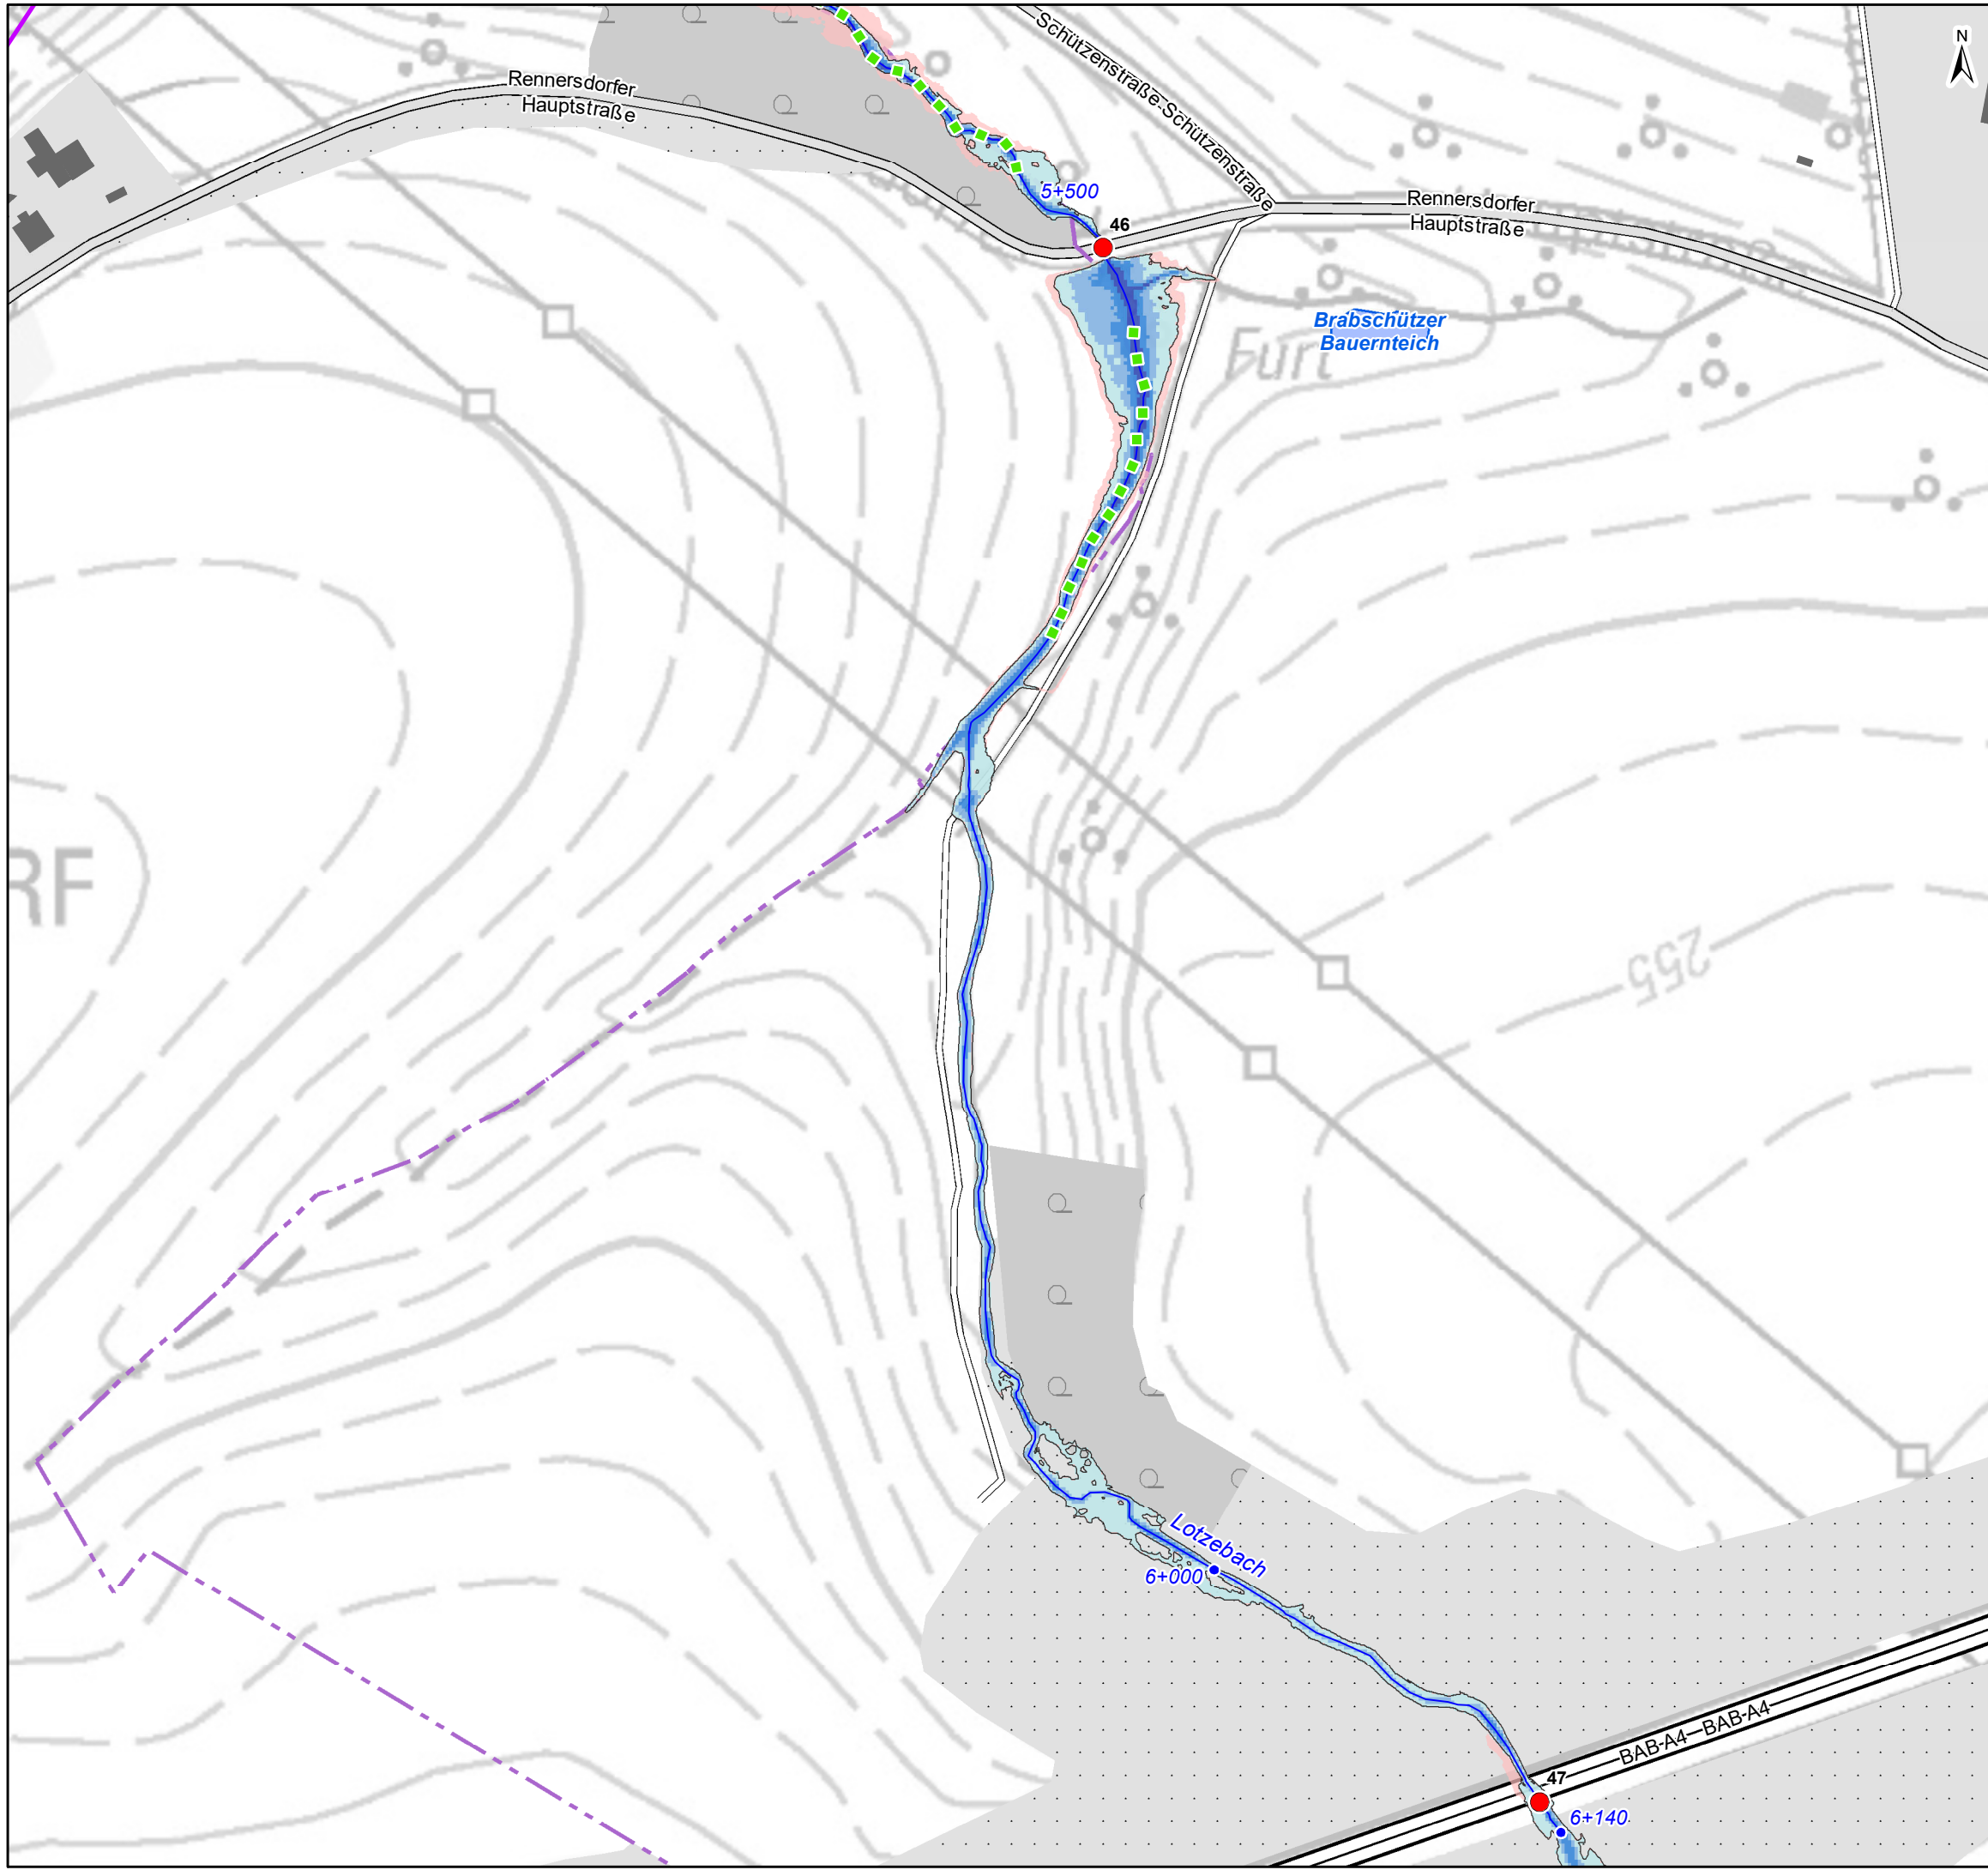 N
Schützenstraße-Schützenstraße
Rennersdorfer
Hauptstraße
5+500
46
Rennersdorfer
Hauptstraße
Brabschützer
Bauernteich
Furt
RF
255
Lotzebach
6+000
BAB-A4—BAB-A4
47
6+140